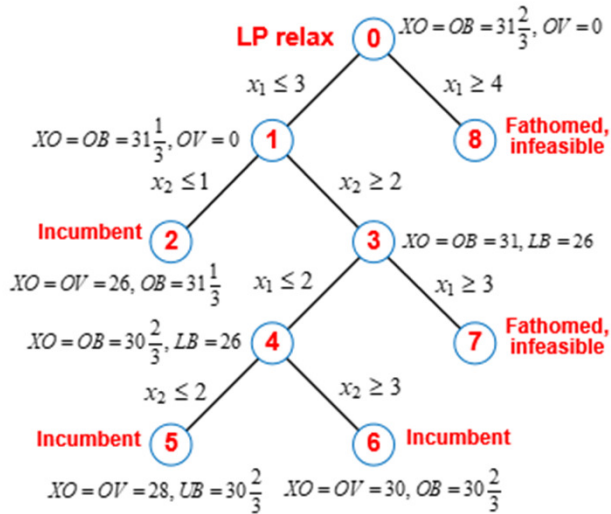 LP relax 0 XO = OB = 31 2/3, OV = 0
x₁ ≤ 3 x₁ ≥ 4
XO = OB = 31 1/3, OV = 0 1 8 Fathomed,
infeasible
x₂ ≤ 1 x₂ ≥ 2
Incumbent 2 3 XO = OB = 31, LB = 26
XO = OV = 26, OB = 31 1/3 x₁ ≤ 2 x₁ ≥ 3
XO = OB = 30 2/3, LB = 26 4 7 Fathomed,
infeasible
x₂ ≤ 2 x₂ ≥ 3
Incumbent 5 6 Incumbent
XO = OV = 28, UB = 30 2/3 XO = OV = 30, OB = 30 2/3